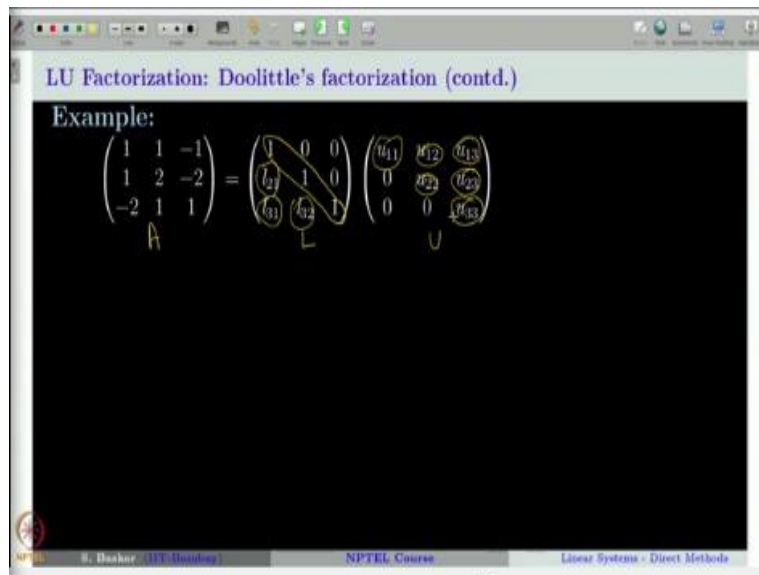 LU Factorization: Doolittle's factorization (contd.)
Example:
1 1 −1 1 0 0 u11 u12 u13
1 2 −2 = l21 1 0 0 u22 u23
−2 1 1 l31 l32 1 0 0 u33
A L U
S. Baskar (IIT-Bombay) NPTEL Course Linear Systems - Direct Methods